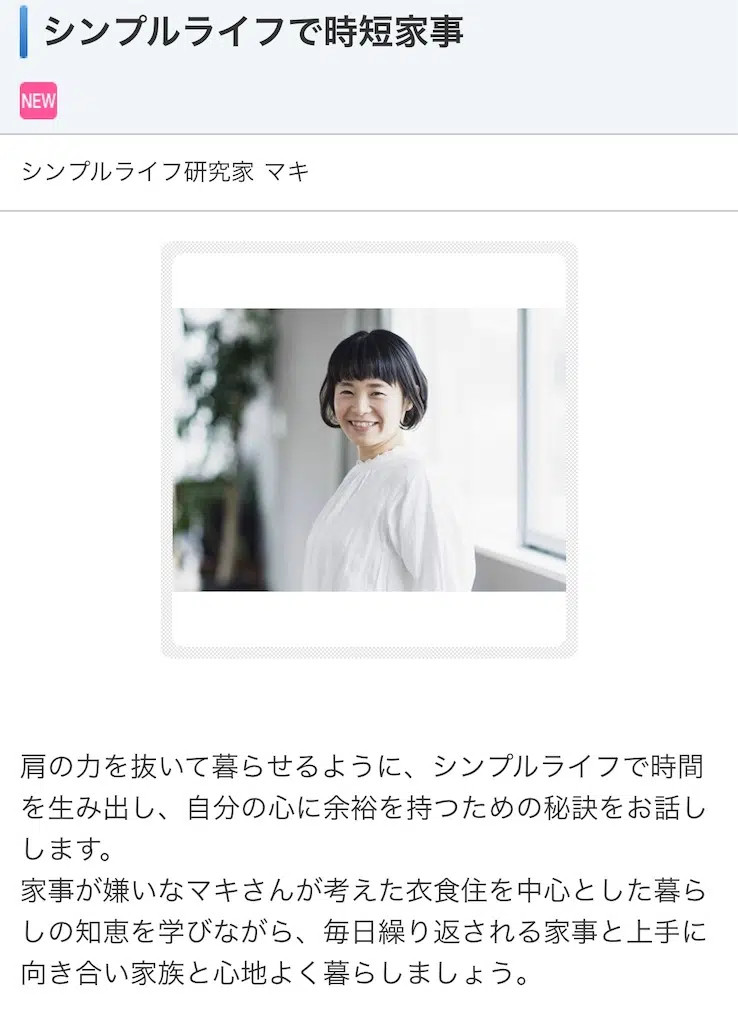 シンプルライフで時短家事
NEW
シンプルライフ研究家 マキ
肩の力を抜いて暮らせるように、シンプルライフで時間
を生み出し、自分の心に余裕を持つための秘訣をお話し
します。
家事が嫌いなマキさんが考えた衣食住を中心とした暮ら
しの知恵を学びながら、毎日繰り返される家事と上手に
向き合い家族と心地よく暮らしましょう。